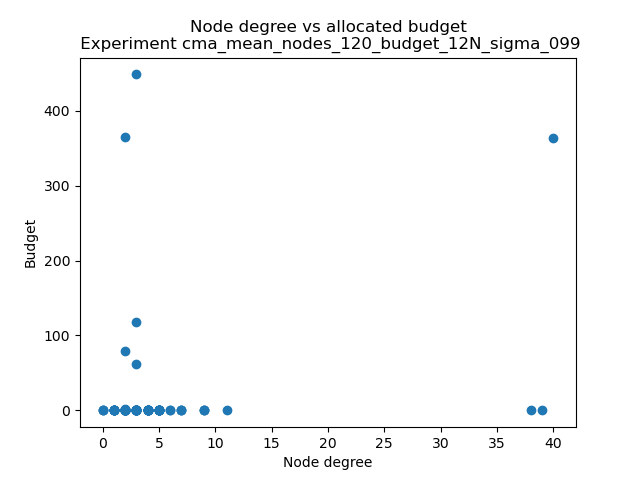 Node degree vs allocated budget
Experiment cma_mean_nodes_120_budget_12N_sigma_099
400
300
200
100
0
Budget
0 5 10 15 20 25 30 35 40
Node degree